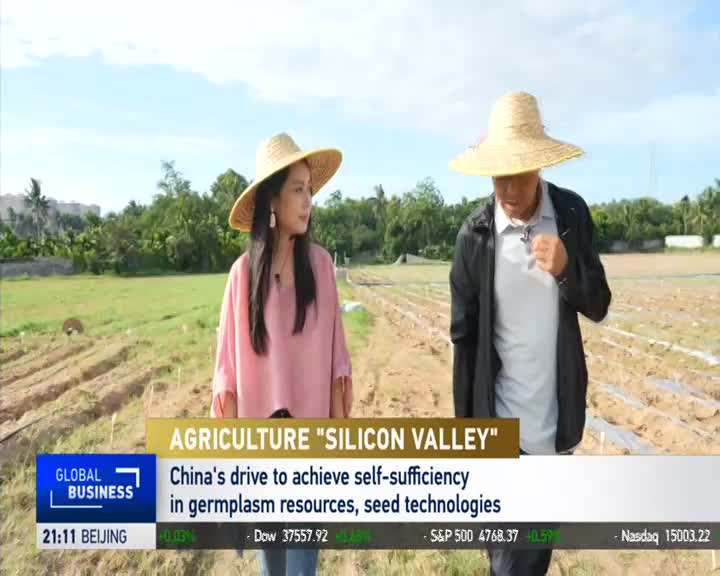 AGRICULTURE "SILICON VALLEY"
GLOBAL
BUSINESS
China's drive to achieve self-sufficiency
in germplasm resources, seed technologies
21:11 BEIJING
+0.03% - Dow 37557.92 +0.68% - S&P 500 4768.37 +0.59% - Nasdaq 15003.22